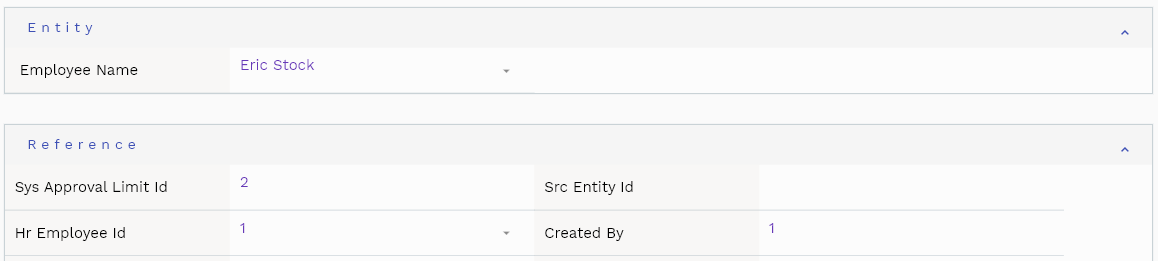 Entity
Employee Name Eric Stock
Reference
Sys Approval Limit Id 2 Src Entity Id
Hr Employee Id 1 Created By 1